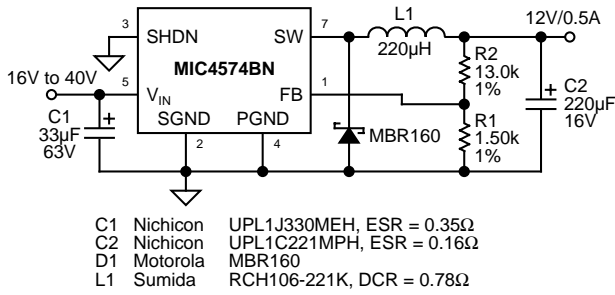 L1
12V/0.5A
3
SHDN
SW
7
220µH
R2
13.0k
1%
MIC4574BN
16V to 40V
5
VIN
FB
1
C2
220µF
16V
C1
33µF
63V
SGND
PGND
2
4
MBR160
R1
1.50k
1%
C1 Nichicon UPL1J330MEH, ESR = 0.35Ω
C2 Nichicon UPL1C221MPH, ESR = 0.16Ω
D1 Motorola MBR160
L1 Sumida RCH106-221K, DCR = 0.78Ω